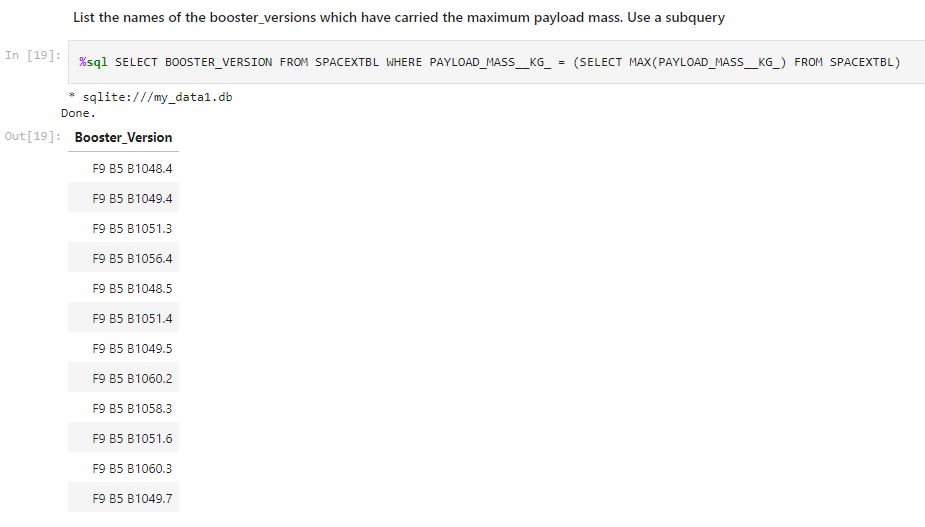 List the names of the booster_versions which have carried the maximum payload mass. Use a subquery
In [19]: %sql SELECT BOOSTER_VERSION FROM SPACEXTBL WHERE PAYLOAD_MASS__KG_ = (SELECT MAX(PAYLOAD_MASS__KG_) FROM SPACEXTBL)
* sqlite:///my_data1.db
Done.
Out[19]: Booster_Version
F9 B5 B1048.4
F9 B5 B1049.4
F9 B5 B1051.3
F9 B5 B1056.4
F9 B5 B1048.5
F9 B5 B1051.4
F9 B5 B1049.5
F9 B5 B1060.2
F9 B5 B1058.3
F9 B5 B1051.6
F9 B5 B1060.3
F9 B5 B1049.7